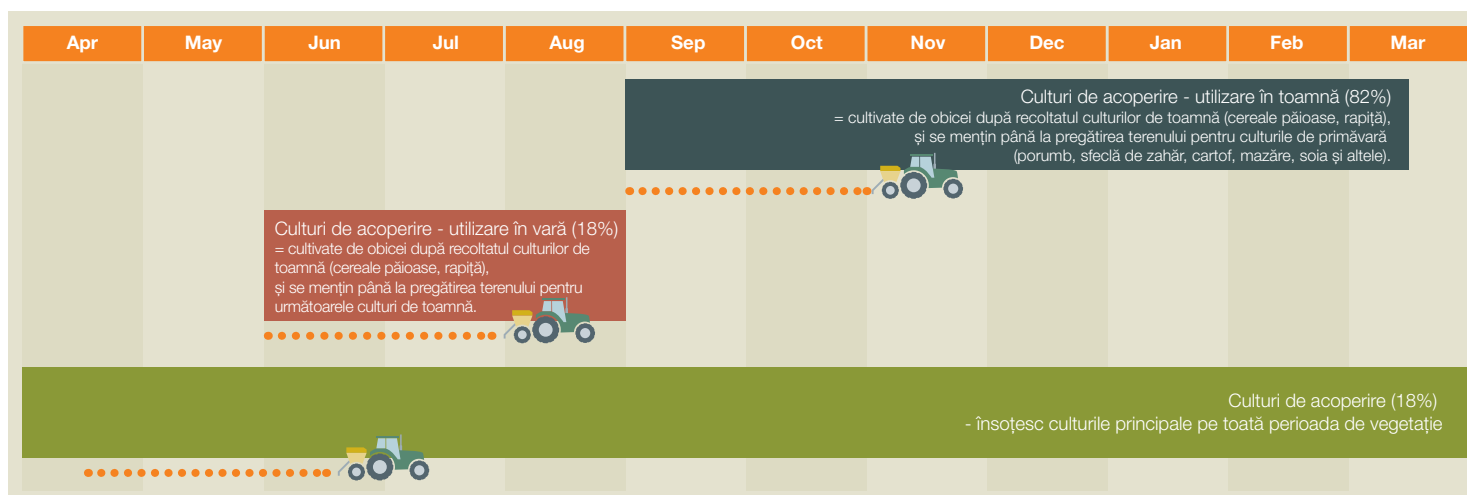 Apr May Jun Jul Aug Sep Oct Nov Dec Jan Feb Mar
Culturi de acoperire - utilizare în toamnă (82%)
= cultivate de obicei după recoltatul culturilor de toamnă (cereale păioase, rapiță),
și se mențin până la pregătirea terenului pentru culturile de primăvară
(porumb, sfeclă de zahăr, cartof, mazăre, soia și altele).
Culturi de acoperire - utilizare în vară (18%)
= cultivate de obicei după recoltatul culturilor de
toamnă (cereale păioase, rapiță),
și se mențin până la pregătirea terenului pentru
următoarele culturi de toamnă.
Culturi de acoperire (18%)
- însoțesc culturile principale pe toată perioada de vegetație